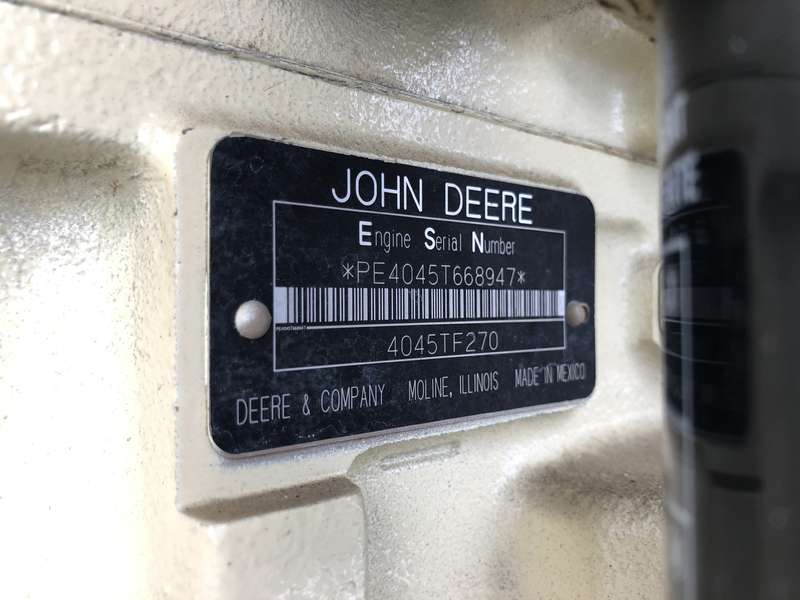 JOHN DEERE
Engine Serial Number
*PE4045T668947*
4045TF270
DEERE & COMPANY MOLINE, ILLINOIS MADE IN MEXICO